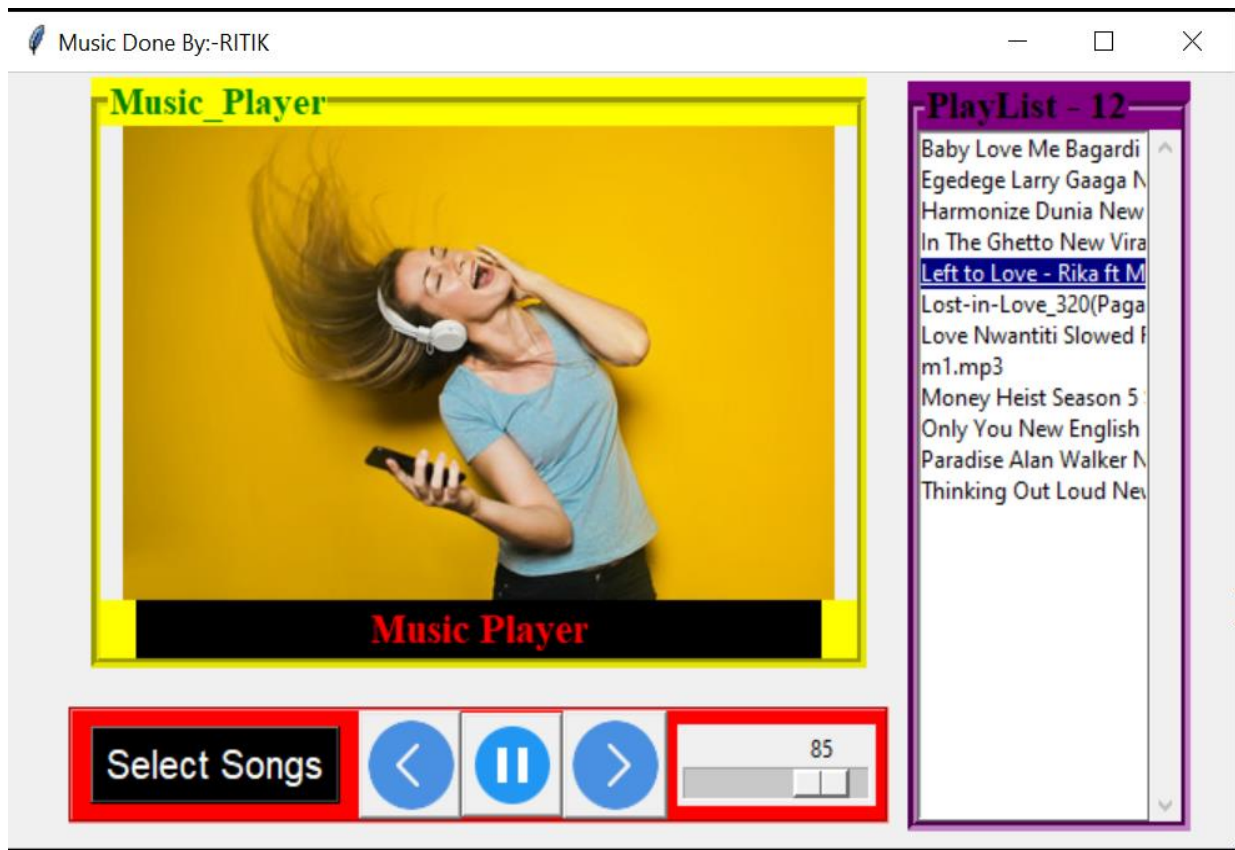 Music Done By:-RITIK
Music_Player
Music Player
Select Songs
85
PlayList - 12
Baby Love Me Bagardi
Egedege Larry Gaaga
Harmonize Dunia New
In The Ghetto New Vira
Left to Love - Rika ft M
Lost-in-Love_320(Paga
Love Nwantiti Slowed
m1.mp3
Money Heist Season 5
Only You New English
Paradise Alan Walker
Thinking Out Loud